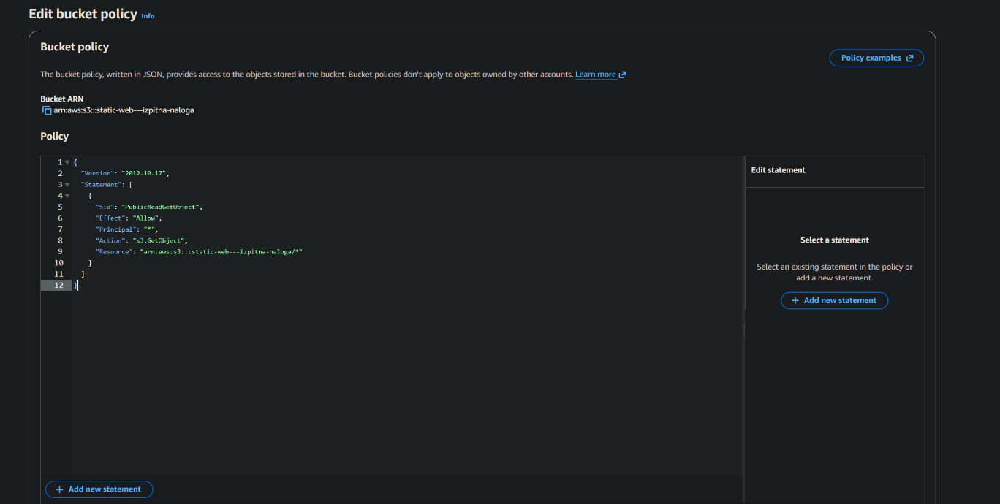 Edit bucket policy Info
Bucket policy
Policy examples
The bucket policy, written in JSON, provides access to the objects stored in the bucket. Bucket policies don't apply to objects owned by other accounts. Learn more
Bucket ARN
arn:aws:s3:::static-web---izpitna-naloga
Policy
1 {
2 "Version": "2012-10-17",
3 "Statement": [
4 {
5 "Sid": "PublicReadGetObject",
6 "Effect": "Allow",
7 "Principal": "*",
8 "Action": "s3:GetObject",
9 "Resource": "arn:aws:s3:::static-web---izpitna-naloga/*"
10 }
11 ]
12 }
+ Add new statement
Edit statement
Select a statement
Select an existing statement in the policy or
add a new statement.
+ Add new statement